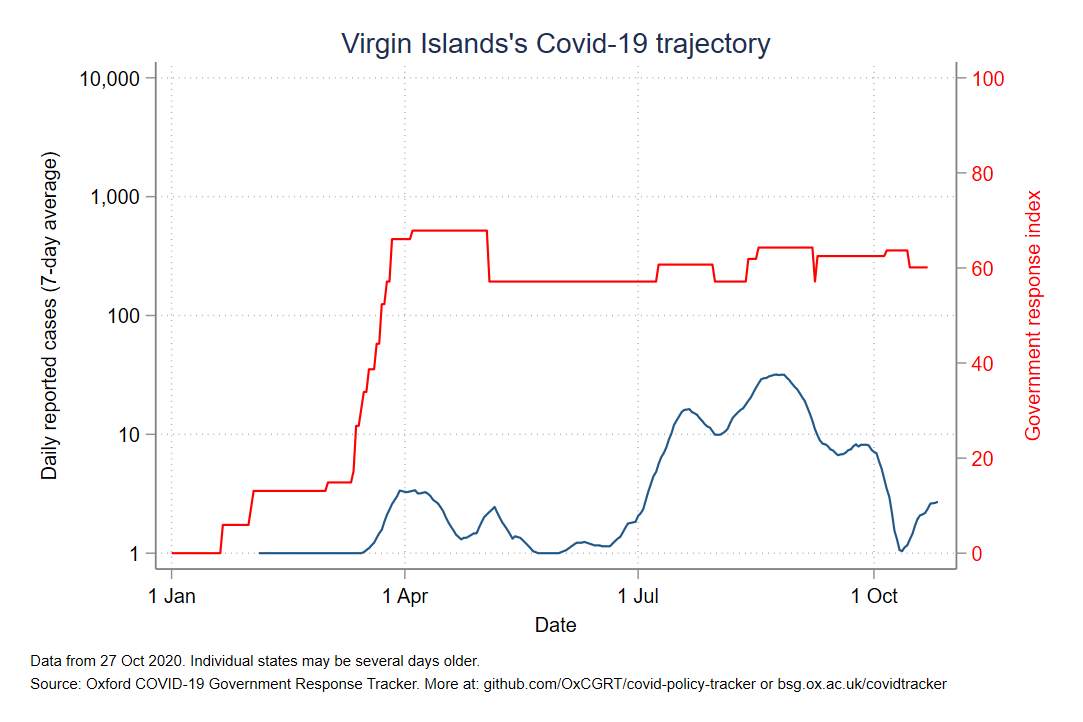 Virgin Islands's Covid-19 trajectory
Daily reported cases (7-day average)
10,000
1,000
100
10
1
100
80
60
40
20
0
Government response index
1 Jan
1 Apr
1 Jul
1 Oct
Date
Data from 27 Oct 2020. Individual states may be several days older.
Source: Oxford COVID-19 Government Response Tracker. More at: github.com/OxCGRT/covid-policy-tracker or bsg.ox.ac.uk/covidtracker